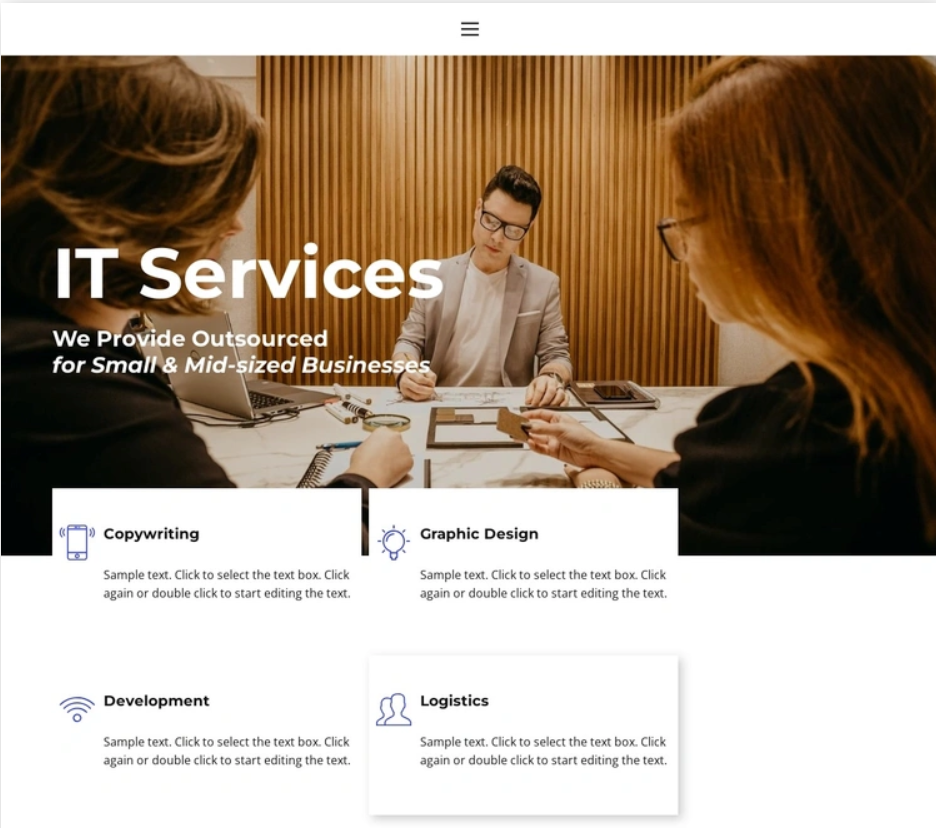 IT Services
We Provide Outsourced
for Small & Mid-sized Businesses
Copywriting
Sample text. Click to select the text box. Click
again or double click to start editing the text.
Graphic Design
Sample text. Click to select the text box. Click
again or double click to start editing the text.
Development
Sample text. Click to select the text box. Click
again or double click to start editing the text.
Logistics
Sample text. Click to select the text box. Click
again or double click to start editing the text.